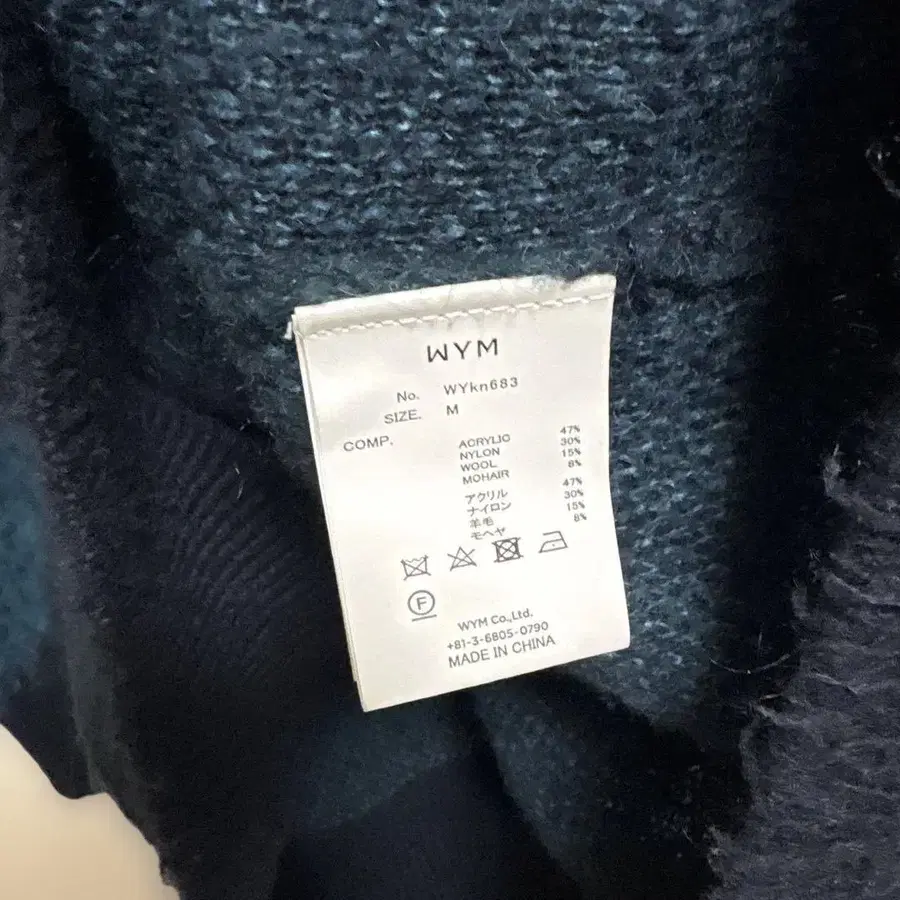 WYM
No. WYkn683
SIZE. M
COMP. ACRYLIC 47%
NYLON 30%
WOOL 15%
MOHAIR 8%
アクリル 47%
ナイロン 30%
羊毛 15%
モヘヤ 8%
F
WYM Co.,Ltd.
+81-3-6805-0790
MADE IN CHINA